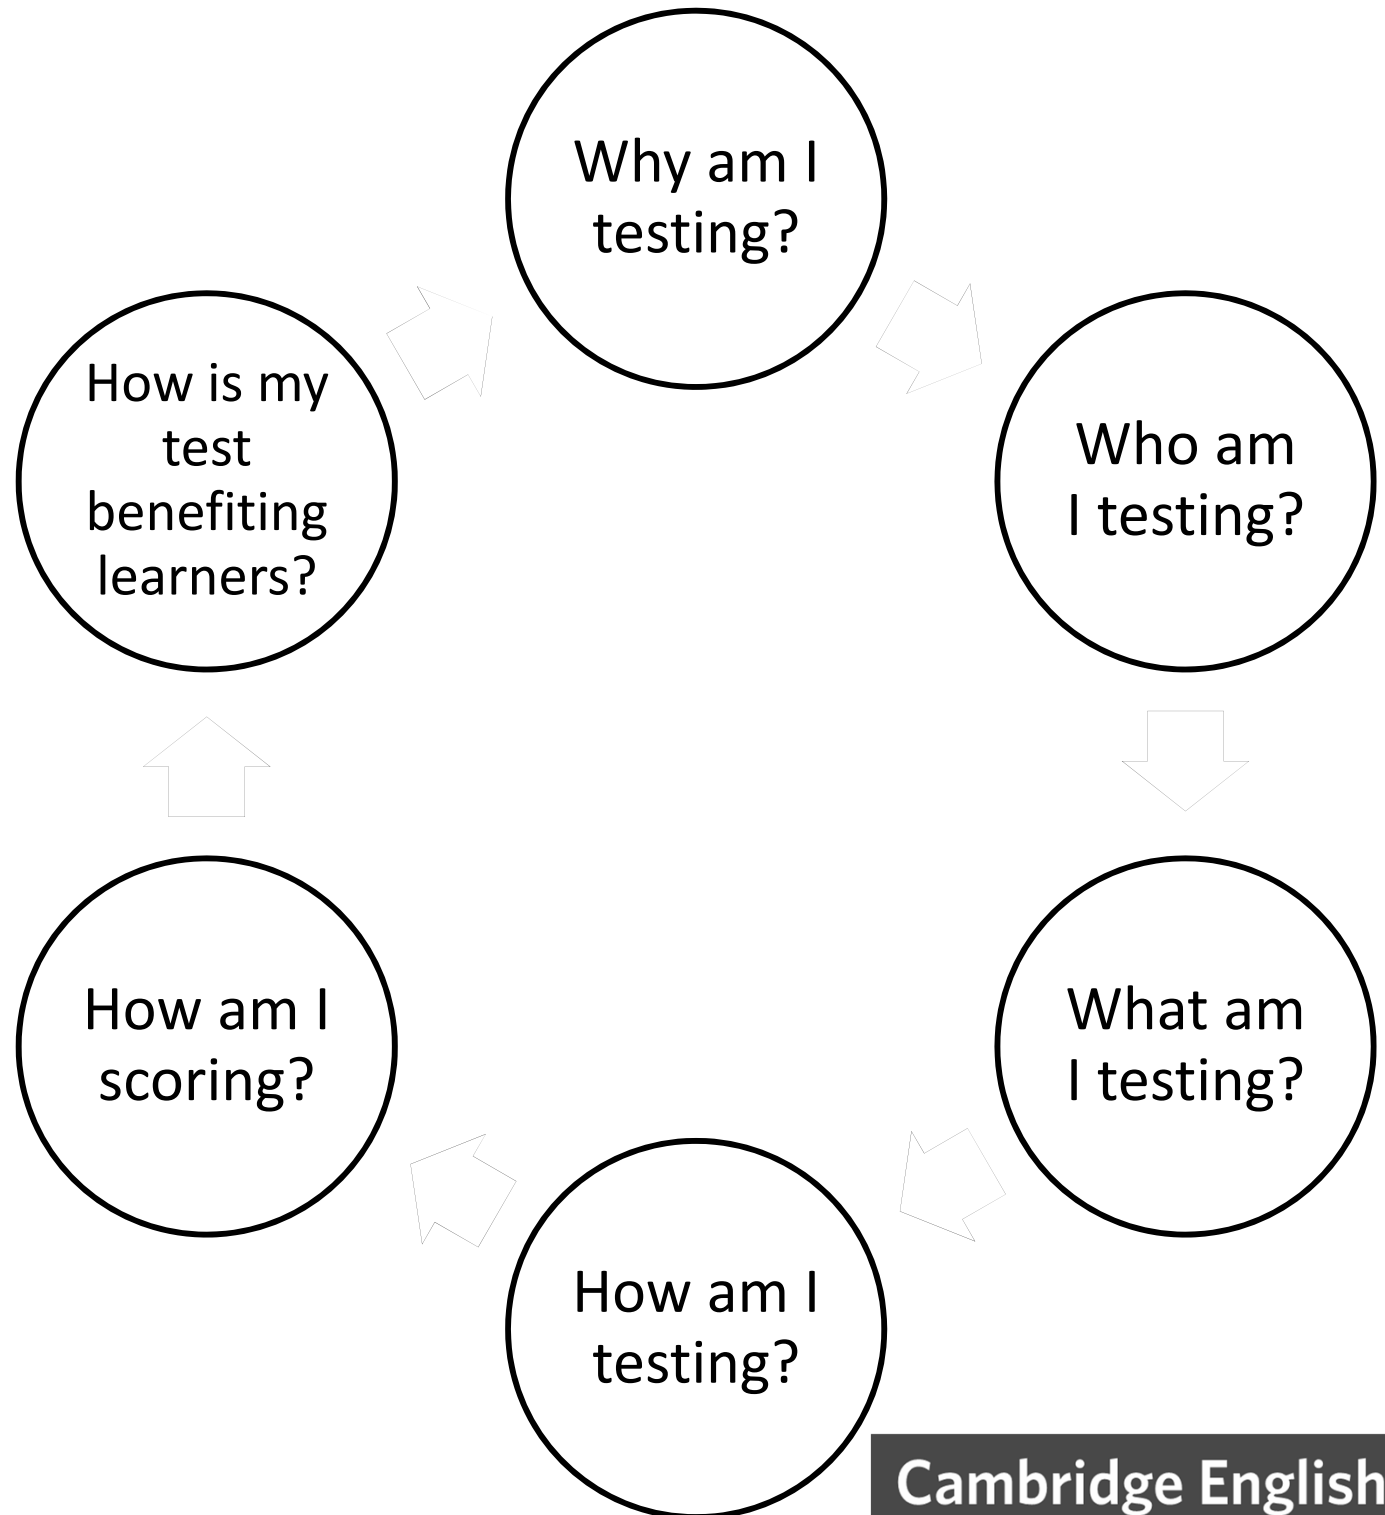 Why am I
testing?
Who am
I testing?
What am
I testing?
How am I
testing?
How am I
scoring?
How is my
test
benefiting
learners?
Cambridge English